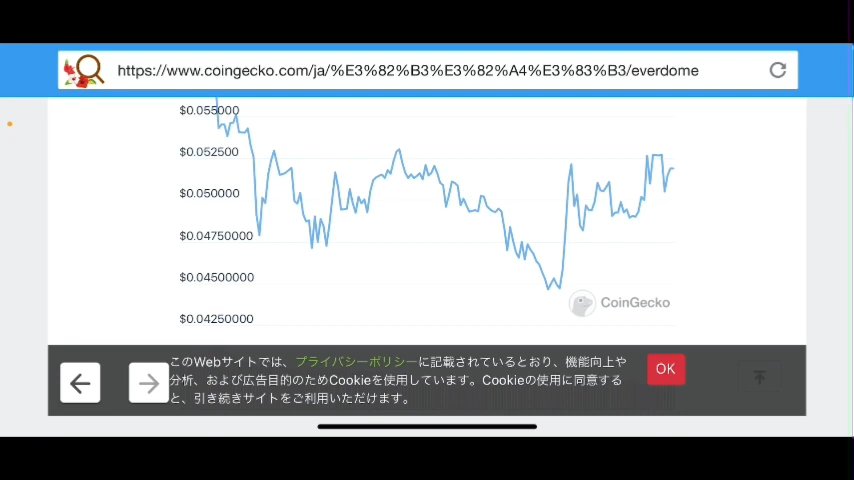 https://www.coingecko.com/ja/%E3%82%B3%E3%82%A4%E3%83%B3/everdome
$0.055000
$0.052500
$0.050000
$0.04750000
$0.04500000
CoinGecko
$0.04250000
このWebサイトでは、プライバシーポリシーに記載されているとおり、機能向上や
分析、および広告目的のためCookieを使用しています。Cookieの使用に同意する
と、引き続きサイトをご利用いただけます。
OK